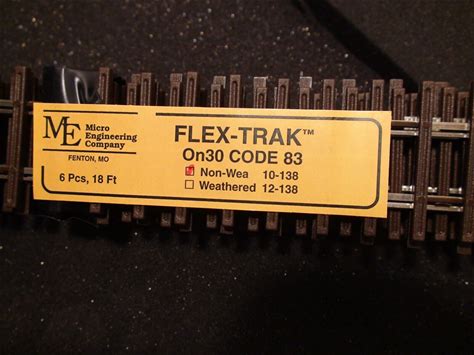 ME Micro
Engineering
Company
FENTON, MO
6 Pcs, 18 Ft
FLEX-TRAK™
On30 CODE 83
Non-Wea 10-138
Weathered 12-138